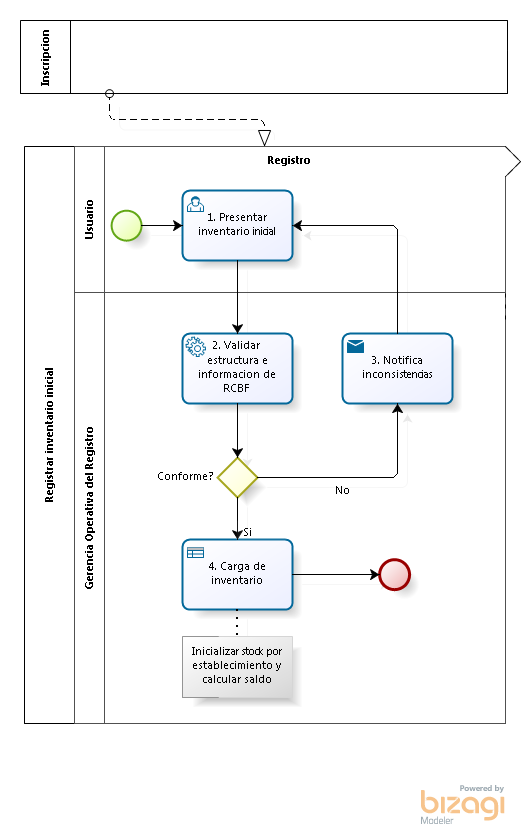 Inscripcion
Registro
Registrar inventario inicial
Usuario
1. Presentar
inventario inicial
Gerencia Operativa del Registro
2. Validar
estructura e
informacion de
RCBF
3. Notifica
inconsistencias
Conforme?
No
Si
4. Carga de
inventario
Inicializar stock por
establecimiento y
calcular saldo
Powered by
bizagi
Modeler